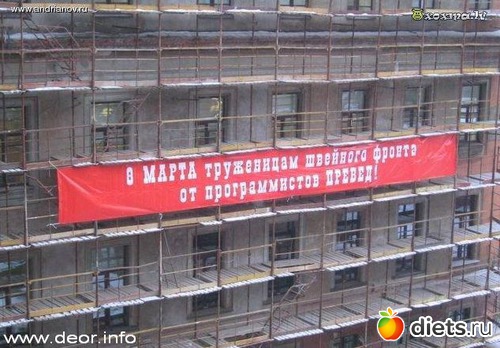 www.andrianov.ru
8 МАРТА труженицам швейного фронта
от программистов ПРЕВЕД!
www.deor.info
diets.ru